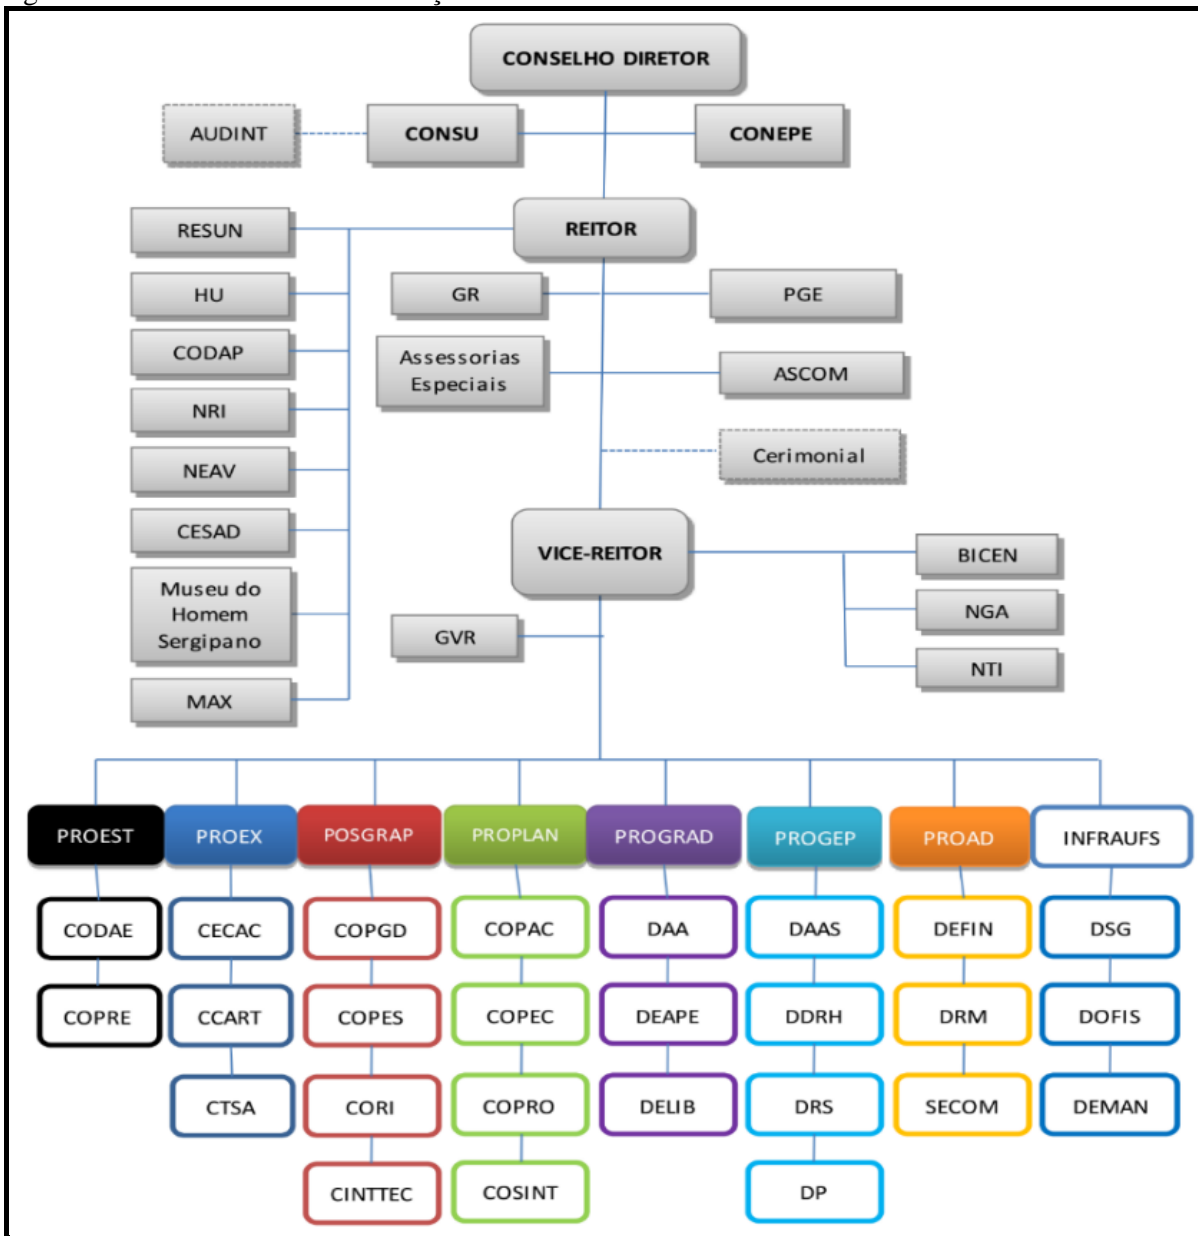 CONSELHO DIRETOR
AUDINT
CONSU
CONEPE
RESUN
REITOR
HU
GR
PGE
CODAP
Assessorias
Especiais
ASCOM
NRI
NEAV
Cerimonial
CESAD
VICE-REITOR
BICEN
Museu do
Homem
Sergipano
NGA
GVR
NTI
MAX
PROEST
PROEX
POSGRAP
PROPLAN
PROGRAD
PROGEP
PROAD
INFRAUFS
CODAE
CECAC
COPGD
COPAC
DAA
DAAS
DEFIN
DSG
COPRE
CCART
COPES
COPEC
DEAPE
DDRH
DRM
DOFIS
CTSA
CORI
COPRO
DELIB
DRS
SECOM
DEMAN
CINTTEC
COSINT
DP